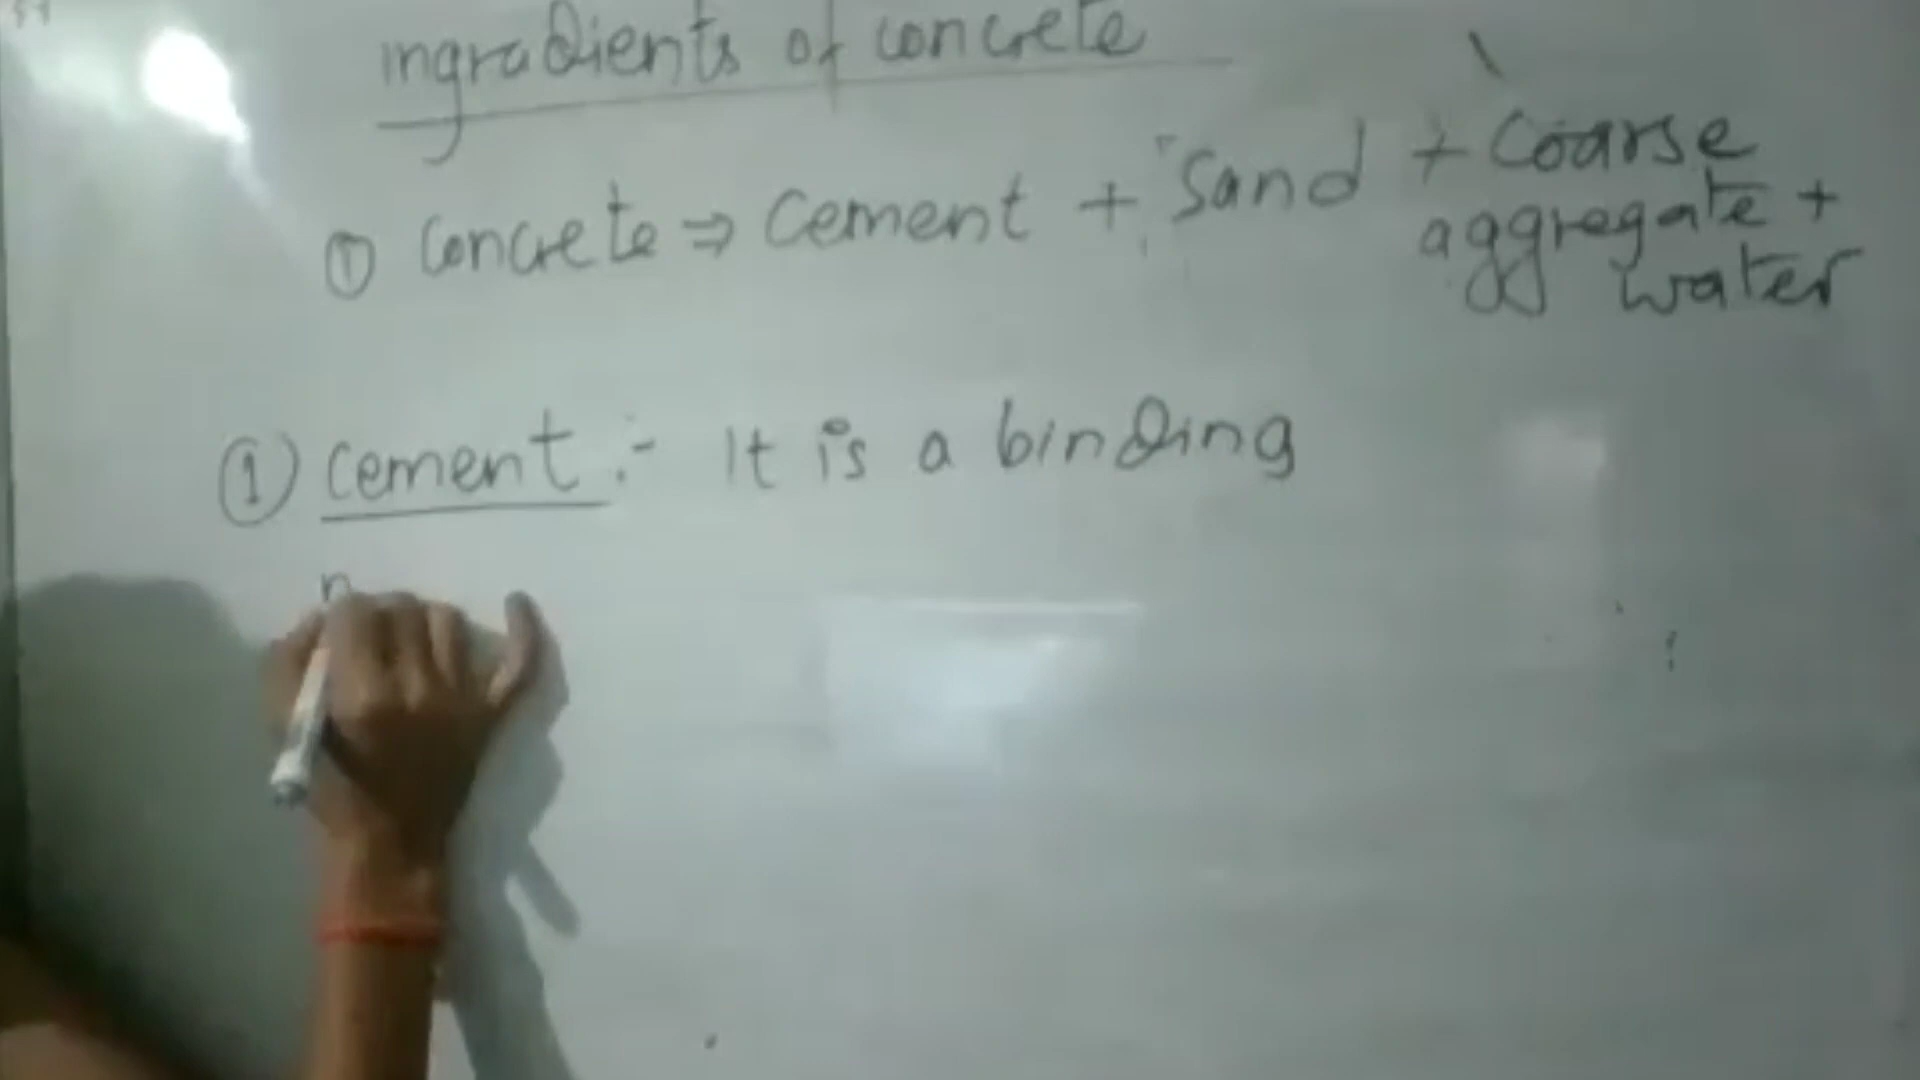 ingradients of concrete
① concrete ⇒ cement + Sand + coarse
aggregate +
water
① cement :- It is a binding